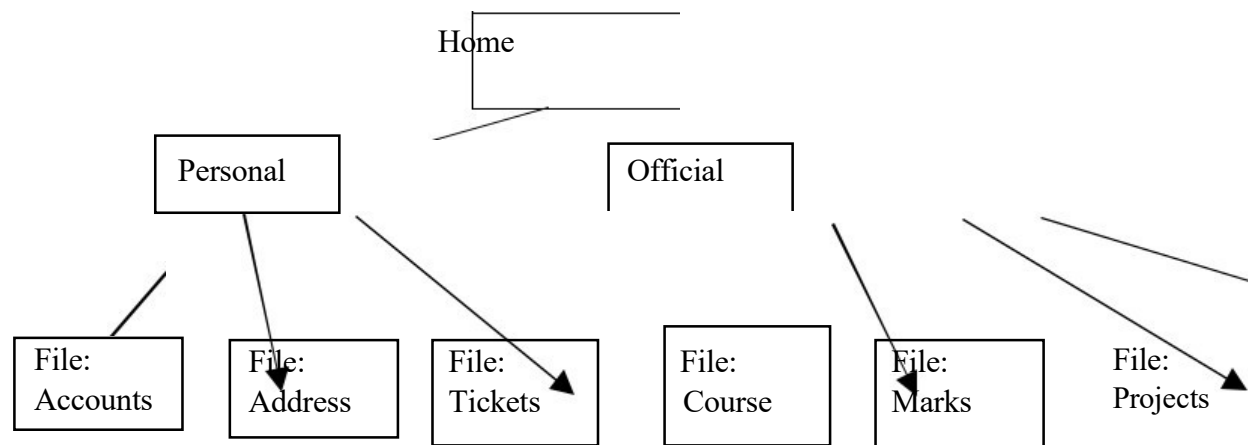 Home
Personal
Official
File:
Accounts
File:
Address
File:
Tickets
File:
Course
File:
Marks
File:
Projects